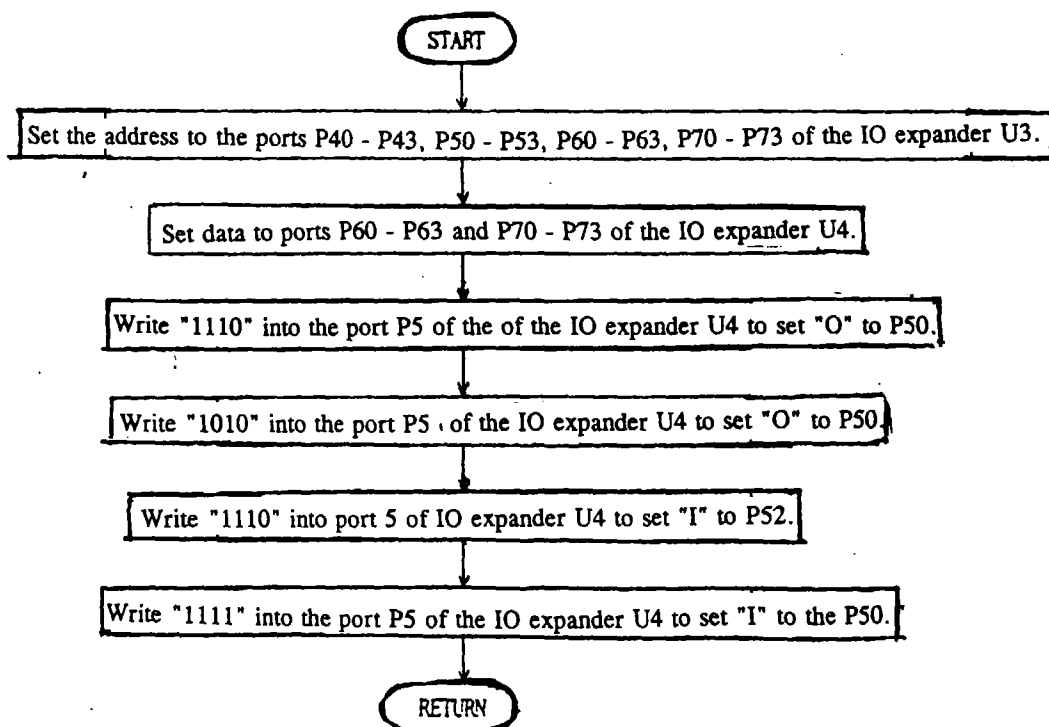 START
Set the address to the ports P40 - P43, P50 - P53, P60 - P63, P70 - P73 of the IO expander U3.
Set data to ports P60 - P63 and P70 - P73 of the IO expander U4.
Write "1110" into the port P5 of the of the IO expander U4 to set "O" to P50.
Write "1010" into the port P5 of the IO expander U4 to set "O" to P50.
Write "1110" into port 5 of IO expander U4 to set "I" to P52.
Write "1111" into the port P5 of the IO expander U4 to set "I" to the P50.
RETURN